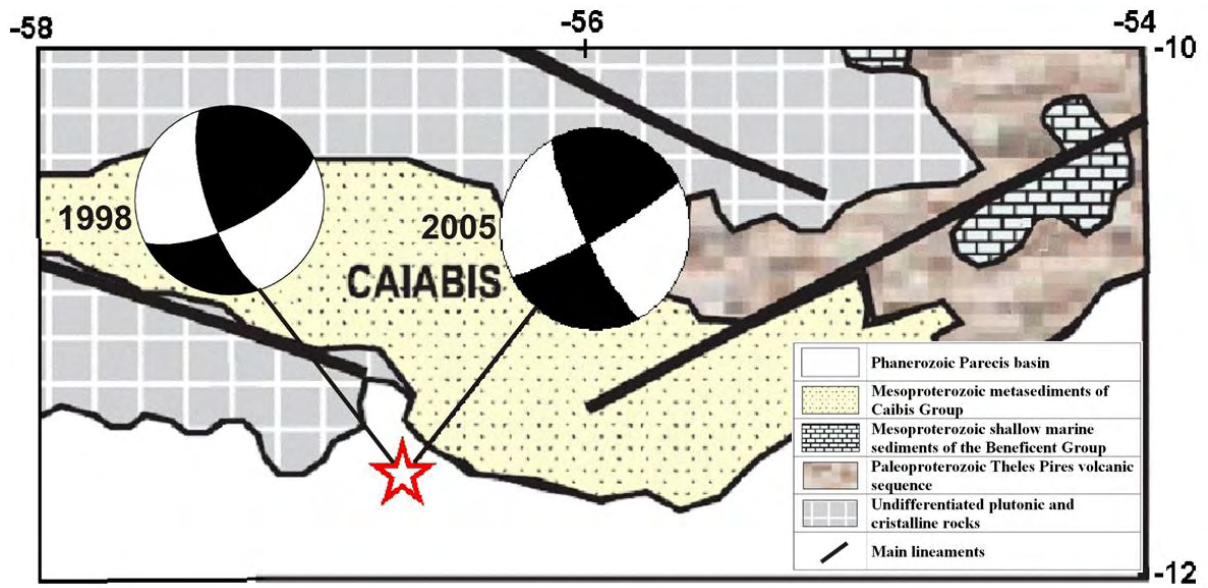 -58
-56
-54
-10
1998
2005
CAIABIS
Phanerozoic Parecis basin
Mesoproterozoic metasediments of
Caibis Group
Mesoproterozoic shallow marine
sediments of the Beneficent Group
Paleoproterozoic Theles Pires volcanic
sequence
Undifferentiated plutonic and
cristalline rocks
Main lineaments
-12